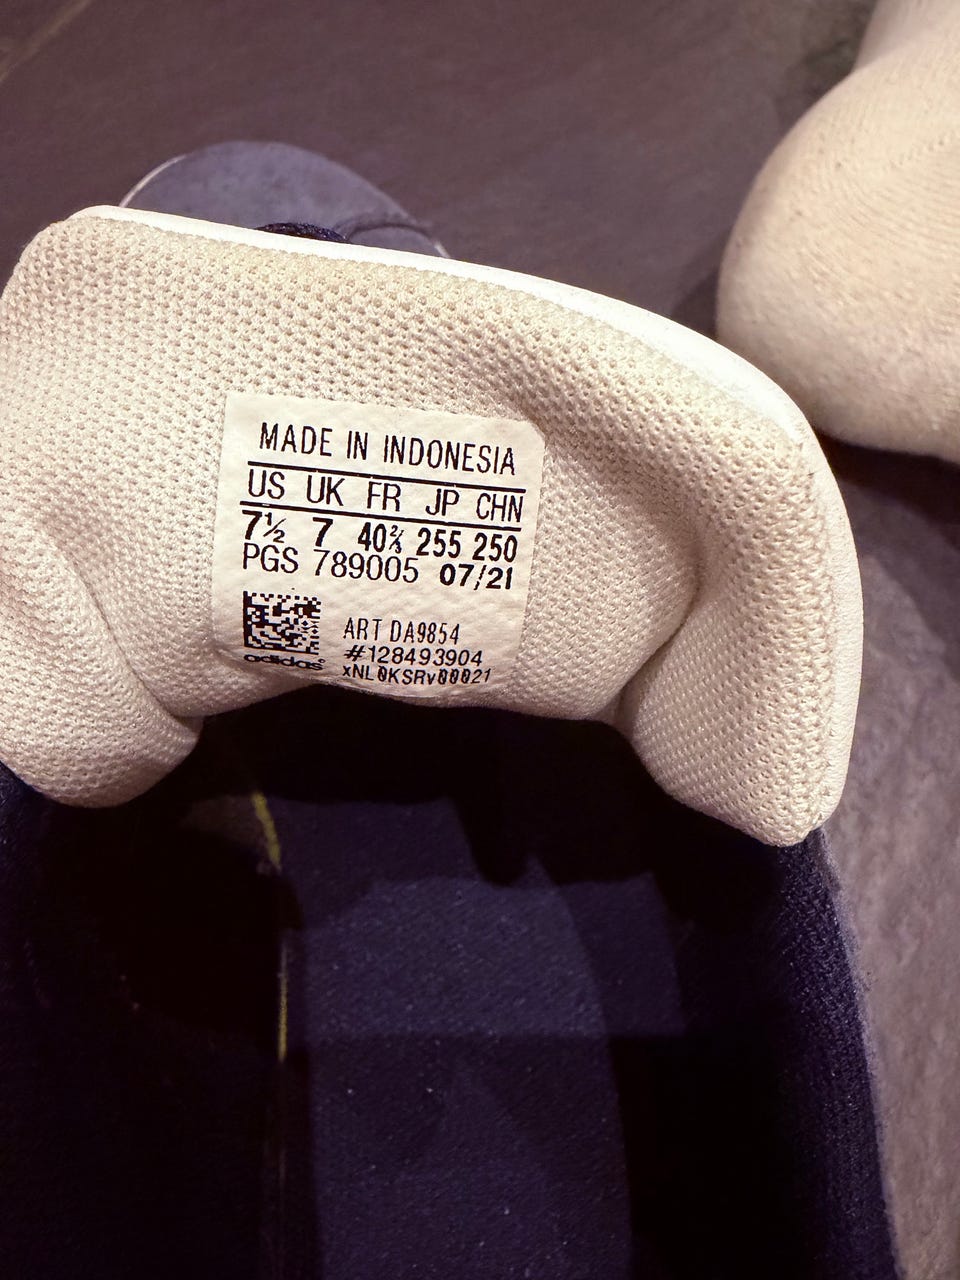 MADE IN INDONESIA
US UK FR JP CHN
7½ 7 40⅔ 255 250
PGS 789005 07/21
ART DA9854
#128493904
adidas
xNL0KSRv00021